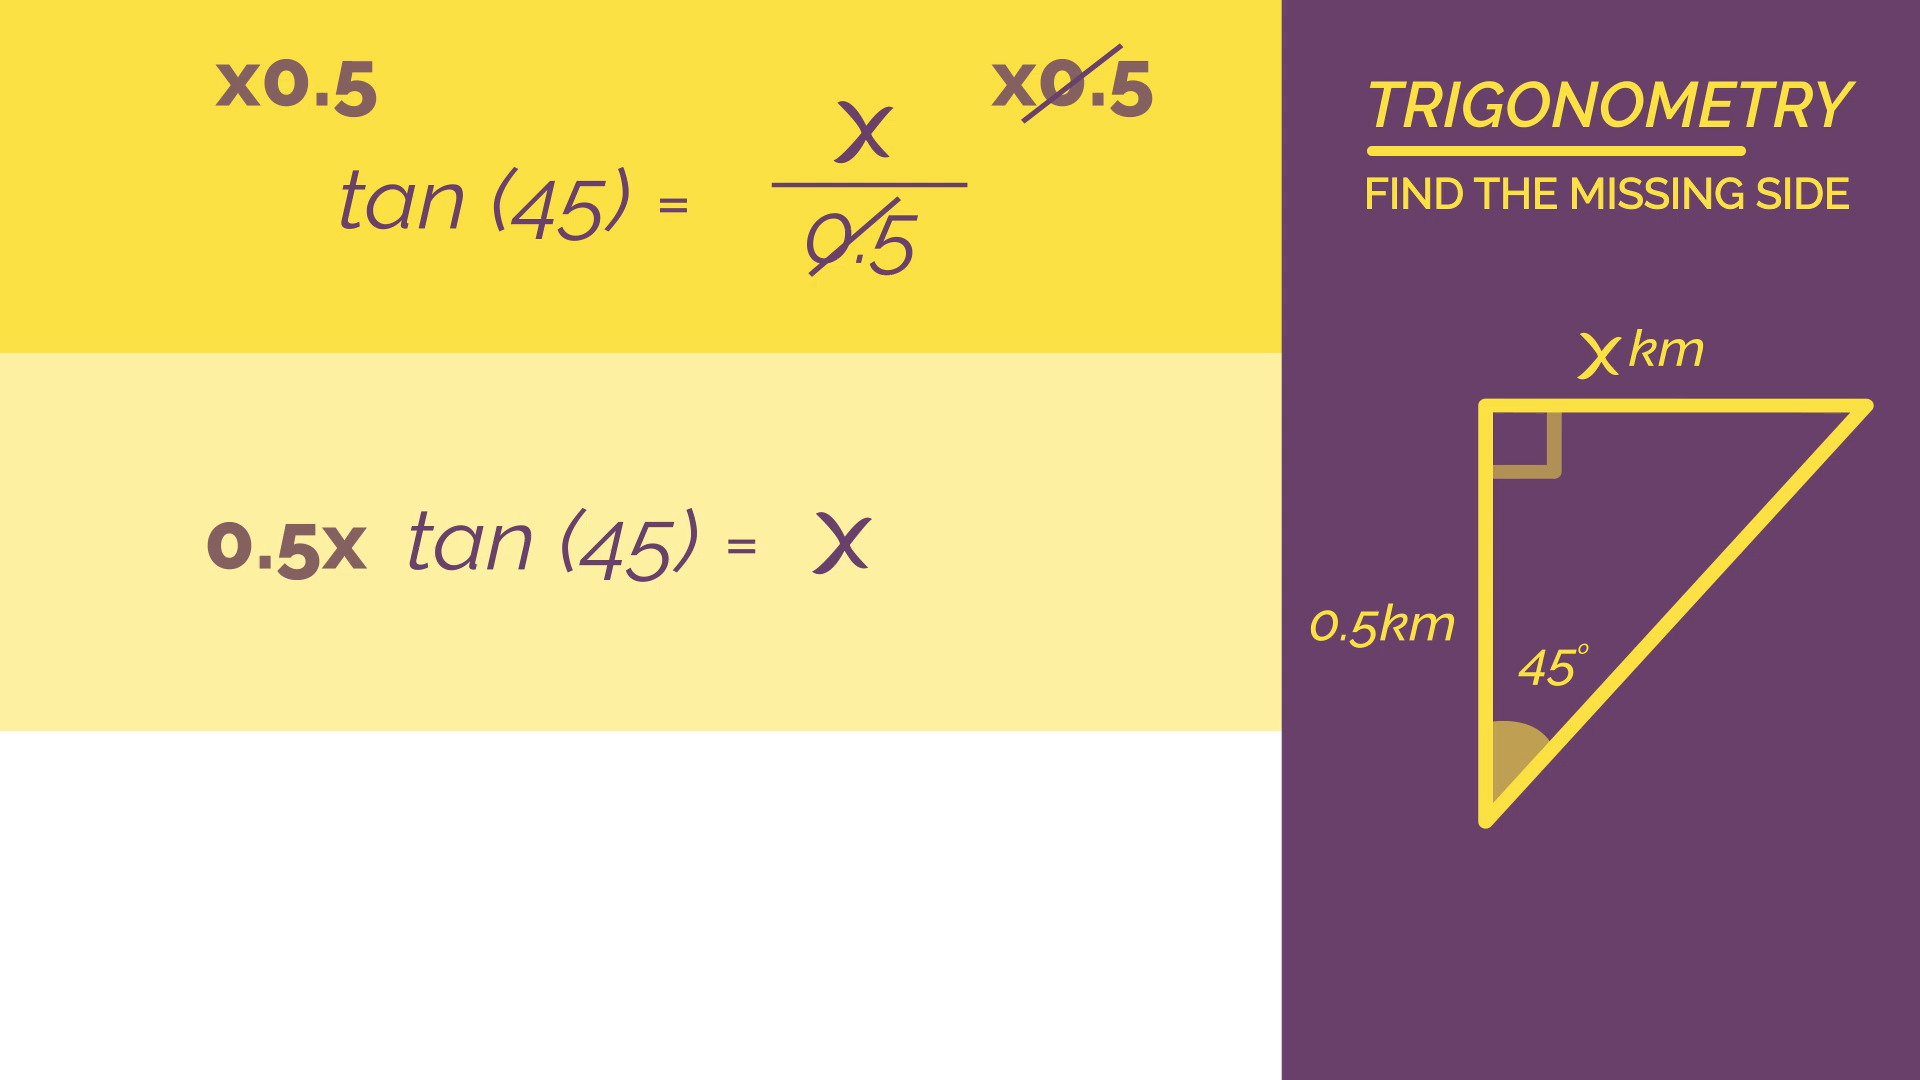 x0.5
x0.5
tan (45) = x
0.5
0.5x tan (45) = x
TRIGONOMETRY
FIND THE MISSING SIDE
x km
0.5km
45°